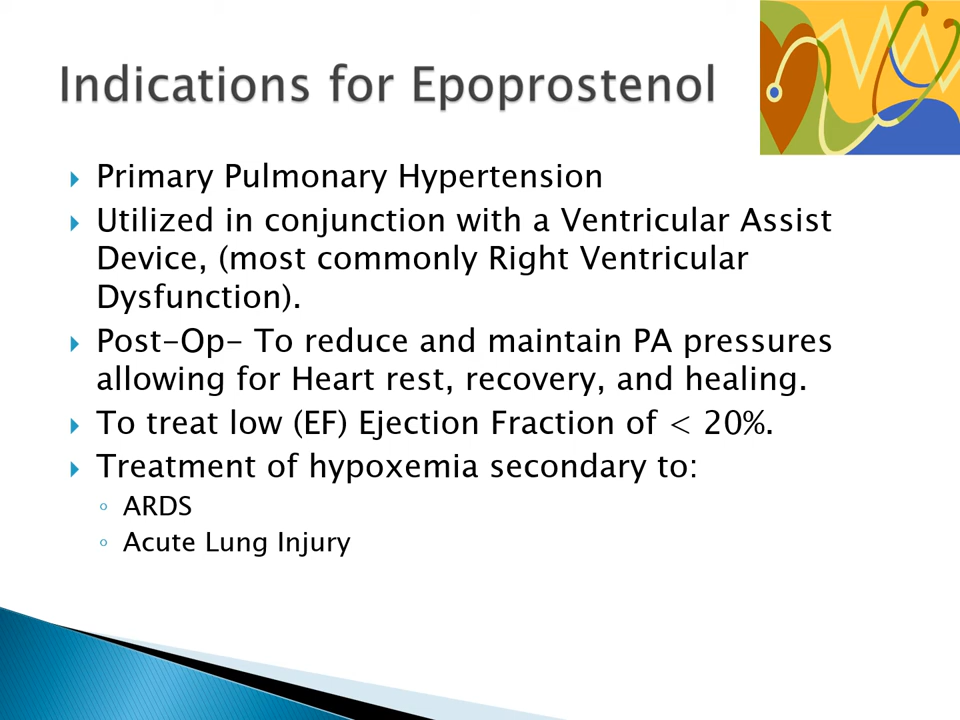 Indications for Epoprostenol
Primary Pulmonary Hypertension
Utilized in conjunction with a Ventricular Assist
Device, (most commonly Right Ventricular
Dysfunction).
Post-Op- To reduce and maintain PA pressures
allowing for Heart rest, recovery, and healing.
To treat low (EF) Ejection Fraction of < 20%.
Treatment of hypoxemia secondary to:
ARDS
Acute Lung Injury